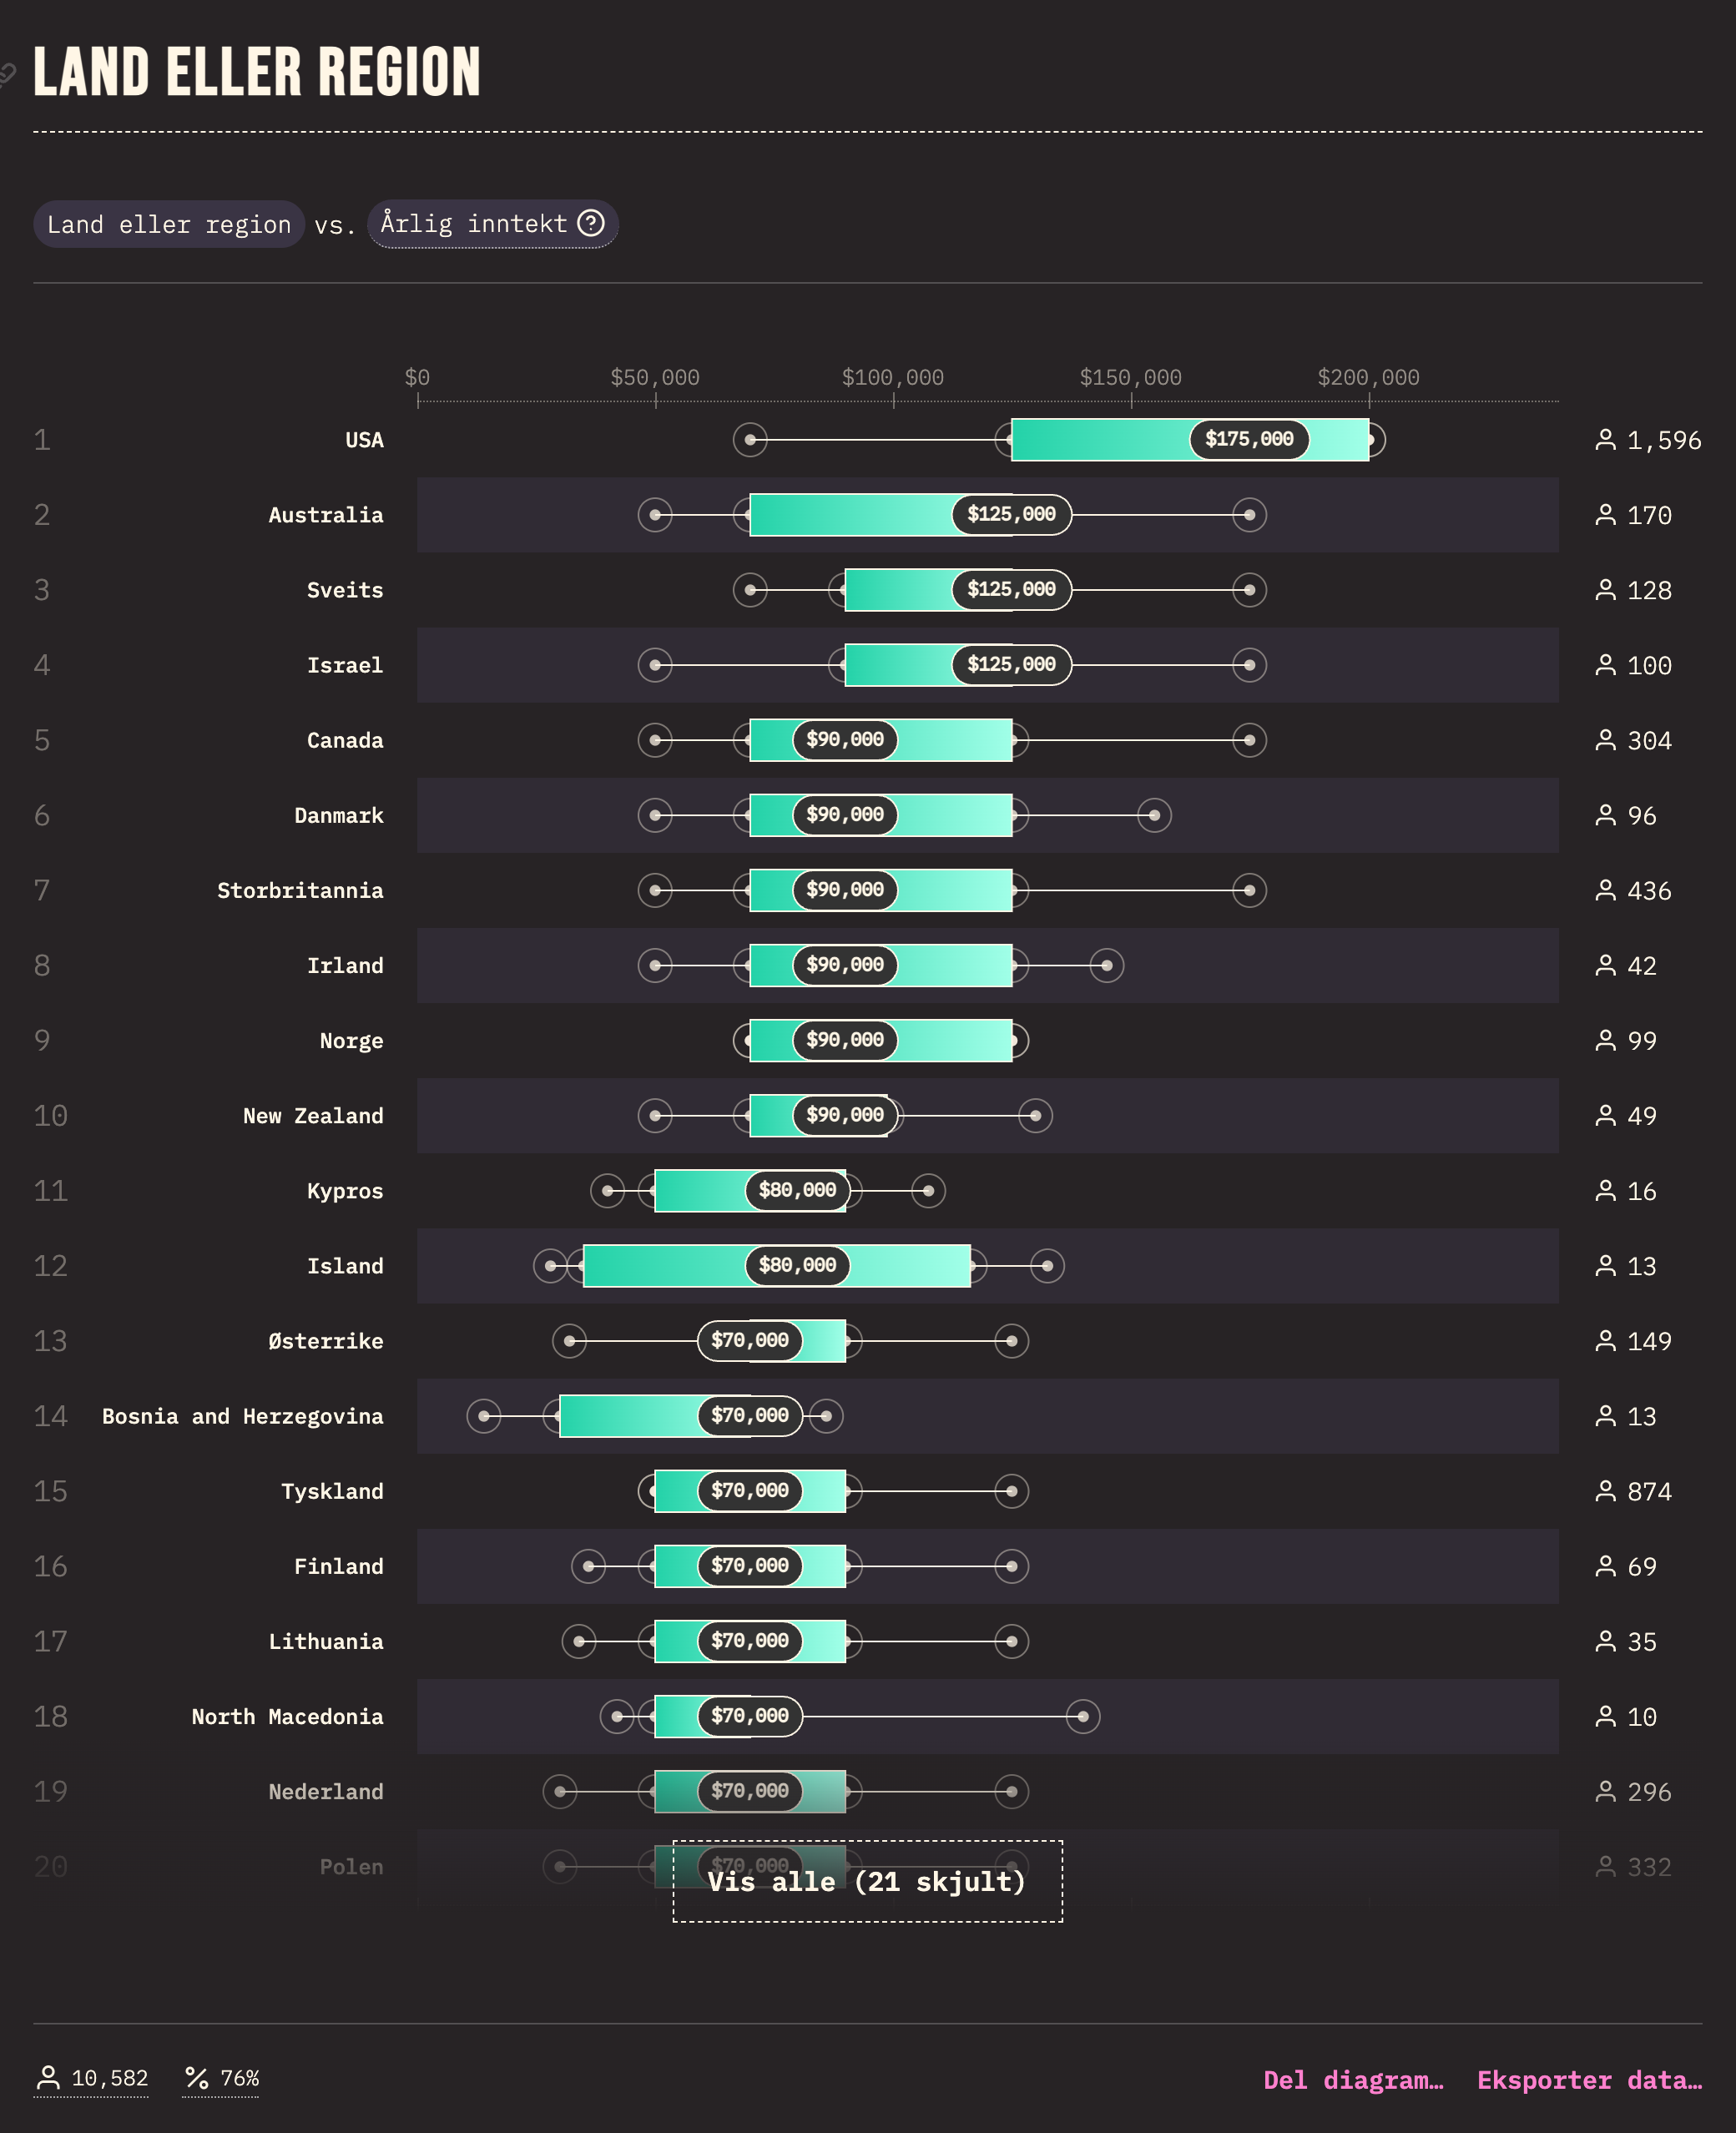 LAND ELLER REGION
Land eller region vs. Årlig inntekt ?
$0 $50,000 $100,000 $150,000 $200,000
1 USA $175,000 1,596
2 Australia $125,000 170
3 Sveits $125,000 128
4 Israel $125,000 100
5 Canada $90,000 304
6 Danmark $90,000 96
7 Storbritannia $90,000 436
8 Irland $90,000 42
9 Norge $90,000 99
10 New Zealand $90,000 49
11 Kypros $80,000 16
12 Island $80,000 13
13 Østerrike $70,000 149
14 Bosnia and Herzegovina $70,000 13
15 Tyskland $70,000 874
16 Finland $70,000 69
17 Lithuania $70,000 35
18 North Macedonia $70,000 10
19 Nederland $70,000 296
20 Polen $70,000 332
Vis alle (21 skjult)
10,582 76% Del diagram… Eksporter data…